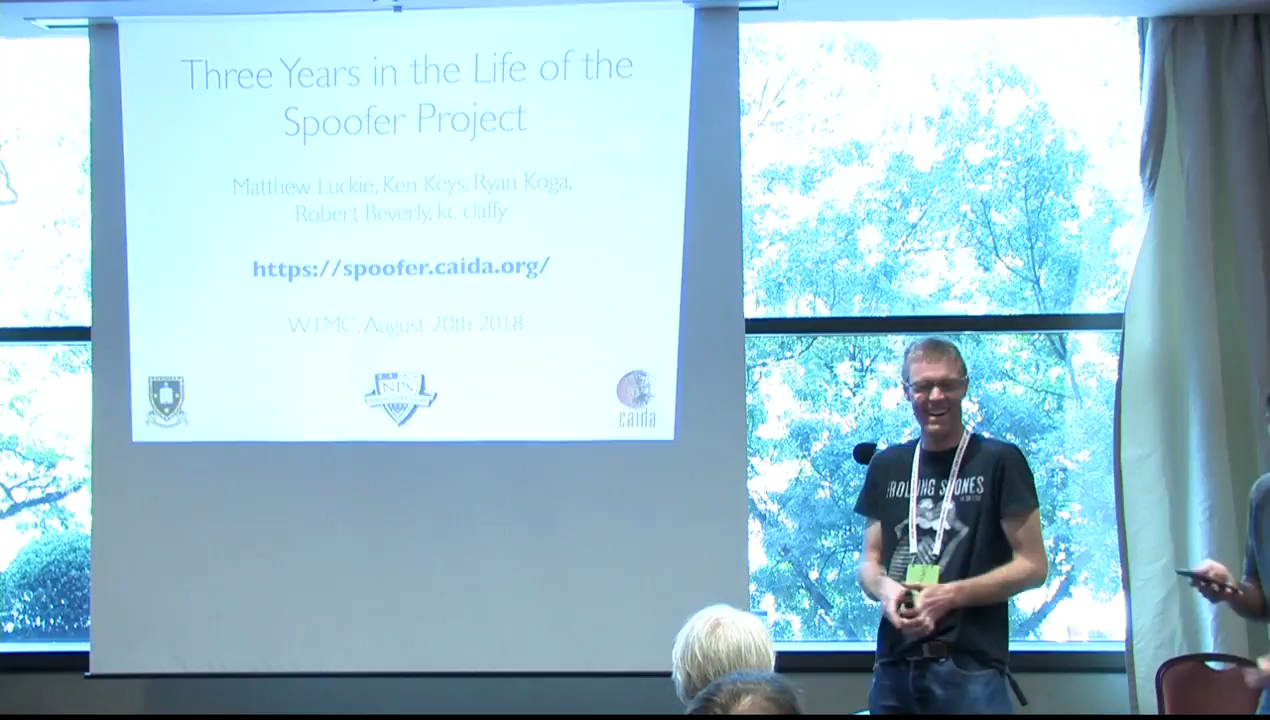 Three Years in the Life of the
Spoofer Project
Matthew Luckie, Ken Keys, Ryan Koga,
Robert Beverly, kc claffy
https://spoofer.caida.org/
WTMC, August 20th 2018
NPS
caida
ROLLING STONES